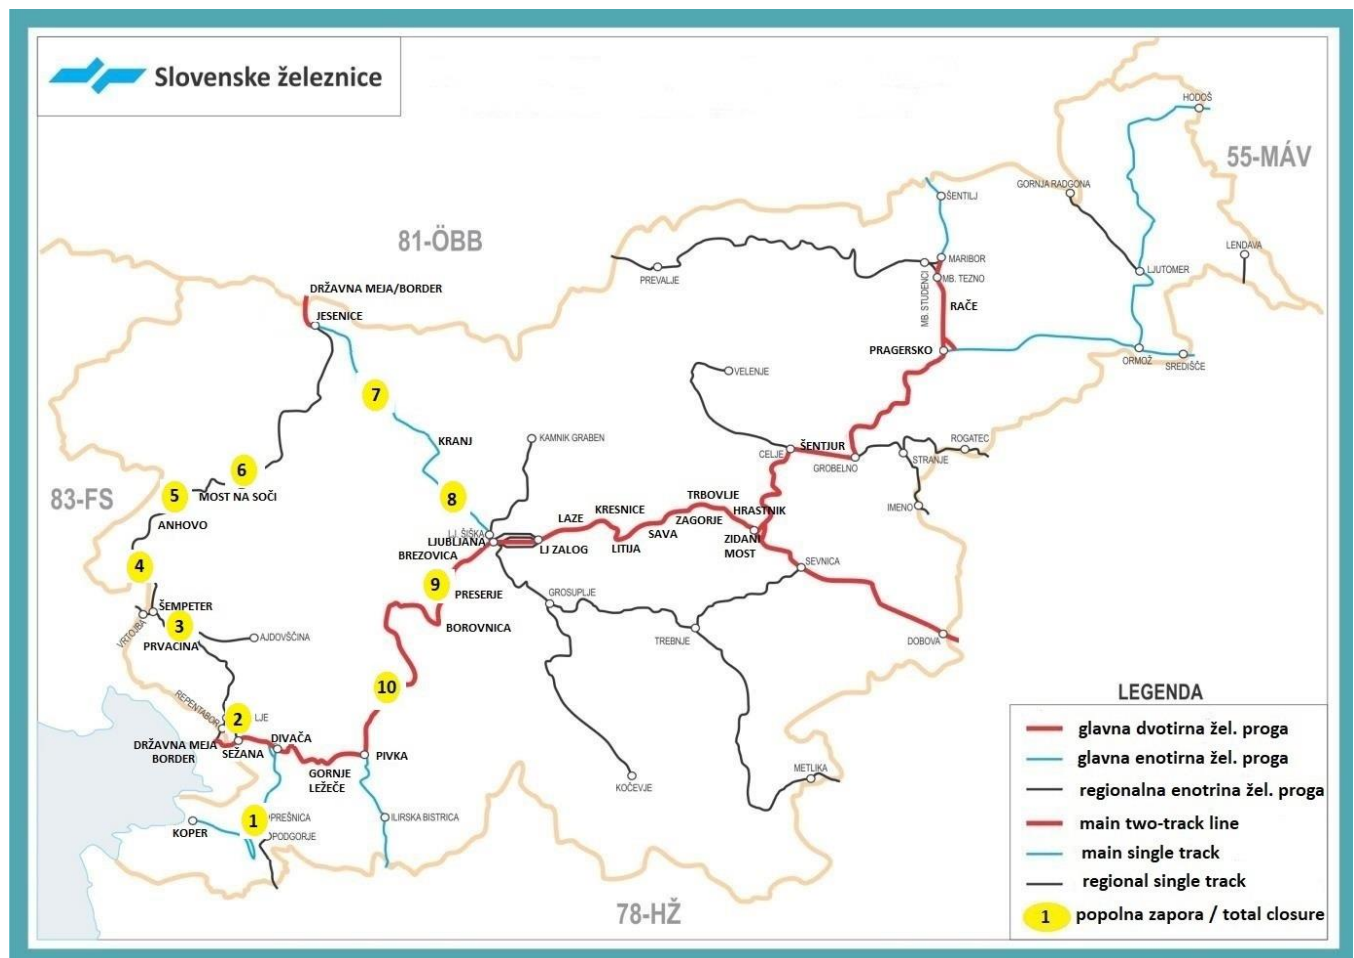 Slovenske železnice
HODOŠ
55-MÁV
GORNJA RADGONA
ŠENTILJ
81-ÖBB
LENDAVA
MARIBOR
PREVALJE
LJUTOMER
MB. TEZNO
MB. STUDENCI
DRŽAVNA MEJA/BORDER
RAČE
JESENICE
PRAGERSKO
ORMOŽ
SREDIŠČE
VELENJE
7
KRANJ
KAMNIK GRABEN
ŠENTJUR
ROGATEC
CELJE
GROBELNO
STRANJE
6
83-FS
5
MOST NA SOČI
8
TRBOVLJE
IMENO
KRESNICE
HRASTNIK
LAZE
ZAGORJE
ANHOVO
LJ. ŠIŠKA
SAVA
LJUBLJANA
LJ ZALOG
LITIJA
ZIDANI
MOST
BREZOVICA
SEVNICA
4
9
PRESERJE
GROSUPLJE
ŠEMPETER
3
VRTOJBA
BOROVNICA
AJDOVŠČINA
TREBNJE
DOBOVA
PRVACINA
10
REPENTABOR
2
LJE
DRŽAVNA MEJA
BORDER
SEŽANA
DIVAČA
PIVKA
GORNJE
LEŽEČE
METLIKA
KOČEVJE
1
PREŠNICA
ILIRSKA BISTRICA
KOPER
PODGORJE
78-HŽ
LEGENDA
glavna dvotirna žel. proga
glavna enotirna žel. proga
regionalna enotrina žel. proga
main two-track line
main single track
regional single track
1 popolna zapora / total closure